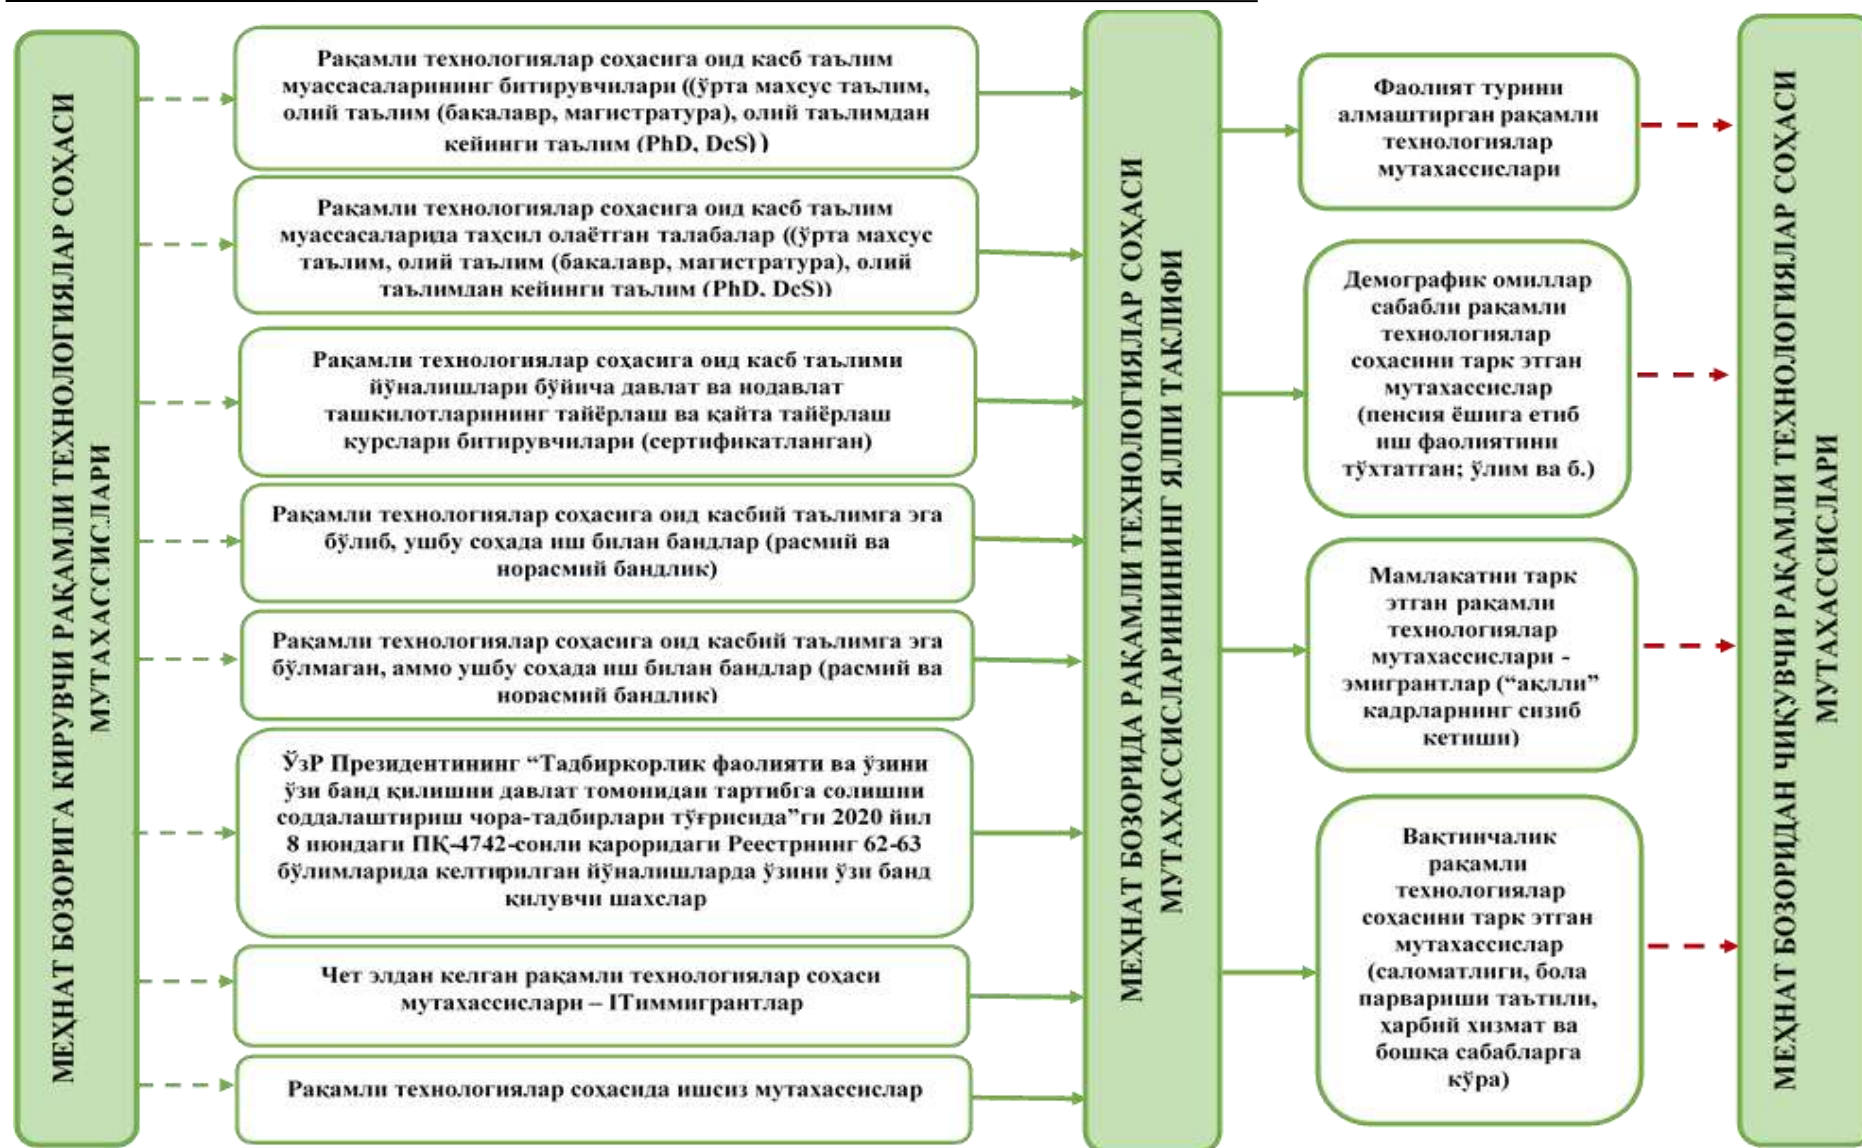 МЕҲНАТ БОЗОРИГА КИРУВЧИ РАҚАМЛИ ТЕХНОЛОГИЯЛАР СОҲАСИ
МУТАХАССИСЛАРИ
Рақамли технологиялар соҳасига оид касб таълим
муассасаларининг битирувчилари ((ўрта махсус таълим,
олий таълим (бакалавр, магистратура), олий таълимдан
кейинги таълим (PhD, DcS))
Рақамли технологиялар соҳасига оид касб таълим
муассасаларида таҳсил олаётган талабалар ((ўрта махсус
таълим, олий таълим (бакалавр, магистратура), олий
таълимдан кейинги таълим (PhD, DcS))
Рақамли технологиялар соҳасига оид касб таълими
йўналишлари бўйича давлат ва нодавлат
ташкилотларининг тайёрлаш ва қайта тайёрлаш
курслари битирувчилари (сертификатланган)
Рақамли технологиялар соҳасига оид касбий таълимга эга
бўлиб, ушбу соҳада иш билан бандлар (расмий ва
норасмий бандлик)
Рақамли технологиялар соҳасига оид касбий таълимга эга
бўлмаган, аммо ушбу соҳада иш билан бандлар (расмий ва
норасмий бандлик)
ЎзР Президентининг “Тадбиркорлик фаолияти ва ўзини
ўзи банд қилишни давлат томонидан тартибга солишни
соддалаштириш чора-тадбирлари тўғрисида”ги 2020 йил
8 июндаги ПҚ-4742-сонли қароридаги Реестрнинг 62-63
бўлимларида келтирилган йўналишларда ўзини ўзи банд
қилувчи шахслар
Чет элдан келган рақамли технологиялар соҳаси
мутахассислари – ITиммигрантлар
Рақамли технологиялар соҳасида ишсиз мутахассислар
МЕҲНАТ БОЗОРИДА РАҚАМЛИ ТЕХНОЛОГИЯЛАР СОҲАСИ
МУТАХАССИСЛАРИНИНГ ЯЛПИ ТАКЛИФИ
Фаолият турини
алмаштирган рақамли
технологиялар
мутахассислари
Демографик омиллар
сабабли рақамли
технологиялар
соҳасини тарк этган
мутахассислар
(пенсия ёшига етиб
иш фаолиятини
тўхтатган; ўлим ва б.)
Мамлакатни тарк
этган рақамли
технологиялар
мутахассислари -
эмигрантлар (“ақлли”
кадрларнинг сизиб
кетиши)
Вақтинчалик
рақамли
технологиялар
соҳасини тарк этган
мутахассислар
(саломатлиги, бола
парвариши таътили,
ҳарбий хизмат ва
бошқа сабабларга
кўра)
МЕҲНАТ БОЗОРИДАН ЧИҚУВЧИ РАҚАМЛИ ТЕХНОЛОГИЯЛАР СОҲАСИ
МУТАХАССИСЛАРИ